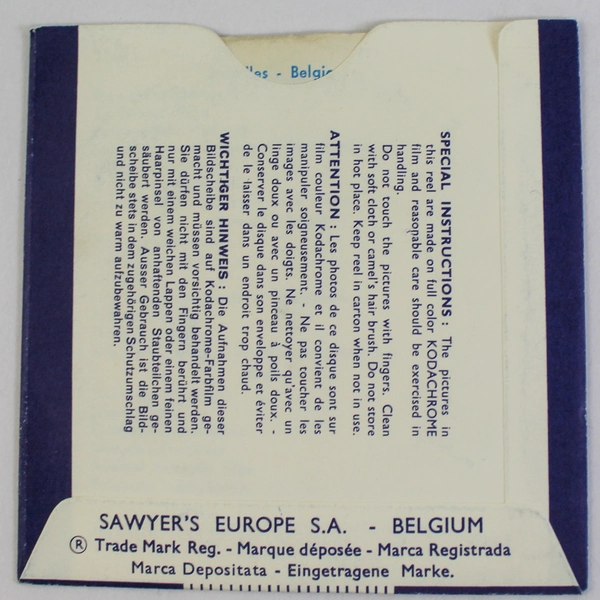 les - Belgic
SPECIAL INSTRUCTIONS : The pictures in
this reel are made on full color KODACHROME
film and reasonable care should be exercised in
handling.
Do not touch the pictures with fingers. Clean
with soft cloth or camel's hair brush. Do not store
in hot place. Keep reel in carton when not in use.
ATTENTION : Les photos de ce disque sont sur
film couleur Kodachrome et il convient de les
manipuler soigneusement. - Ne pas toucher les
images avec les doigts. Ne nettoyer qu'avec un
linge doux ou avec un pinceau à poils doux. -
Conserver le disque dans son enveloppe et éviter
de le laisser dans un endroit trop chaud.
WICHTIGER HINWEIS : Die Aufnahmen dieser
Bildscheibe sind auf Kodachrome-Farbfilm ge-
macht und müssen vorsichtig behandelt werden.
Sie dürfen nicht mit den Fingern berührt und
nur mit einem weichen Lappen oder einem feinen
Haarpinsel von anhaftenden Staubteilchen ge-
säubert werden. Ausser Gebrauch ist die Bild-
scheibe stets in dem zugehörigen Schutzumschlag
und nicht zu warm aufzubewahren.
SAWYER'S EUROPE S.A. - BELGIUM
® Trade Mark Reg. - Marque déposée - Marca Registrada
Marca Depositata - Eingetragene Marke.